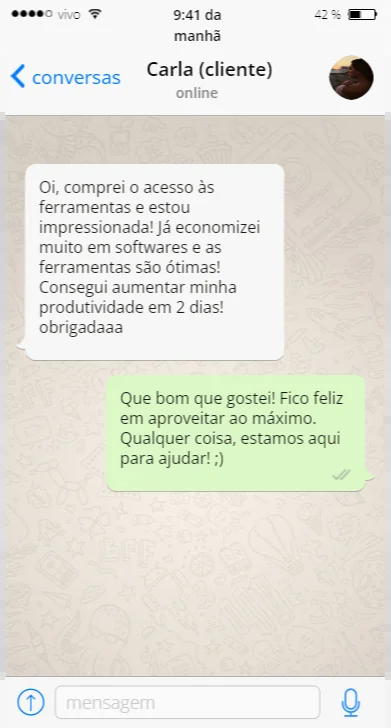 vivo 9:41 da manhã 42 %
conversas
Carla (cliente)
online
Oi, comprei o acesso às
ferramentas e estou
impressionada! Já economizei
muito em softwares e as
ferramentas são ótimas!
Consegui aumentar minha
produtividade em 2 dias!
obrigadaaa
Que bom que gostei! Fico feliz
em aproveitar ao máximo.
Qualquer coisa, estamos aqui
para ajudar! ;)
mensagem